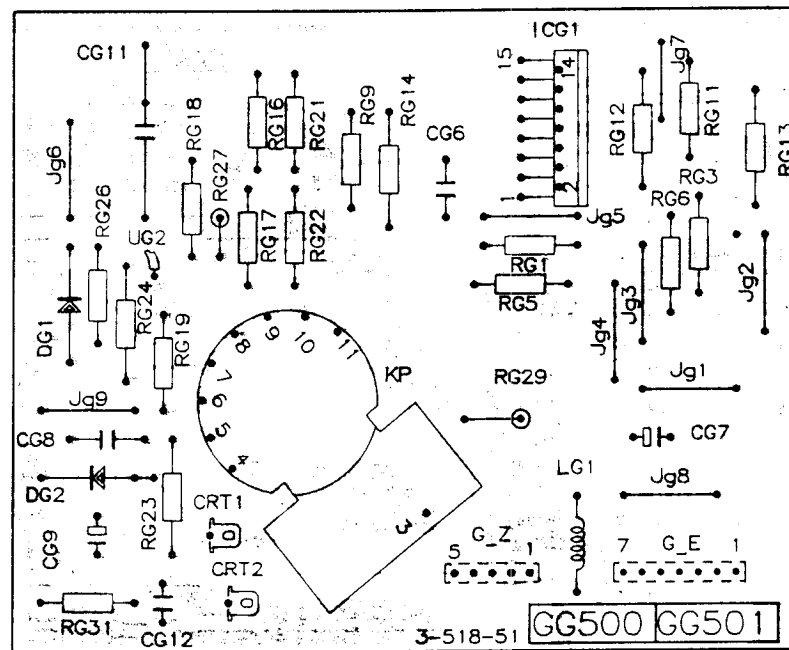 ICG1
CG11
15
14
Jg7
RG18
RG16
RG21
RG9
RG14
CG6
RG12
RG11
RG13
Jg6
RG27
RG26
UG2
RG17
RG22
1
2
Jg5
RG6
RG3
RG1
RG5
DG1
RG24
RG19
Jg4
Jg3
Jg2
4
5
6
7
8
9
10
11
KP
RG29
Jg1
Jg9
CG8
CG7
DG2
RG23
CRT1
3
LG1
Jg8
CG9
G_Z
5
1
G_E
7
1
CRT2
RG31
CG12
3-518-51
GG500
GG501